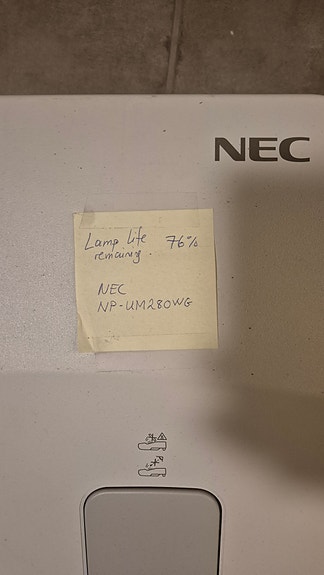 NEC
Lamp life 76%
remaining.
NEC
NP-UM280WG